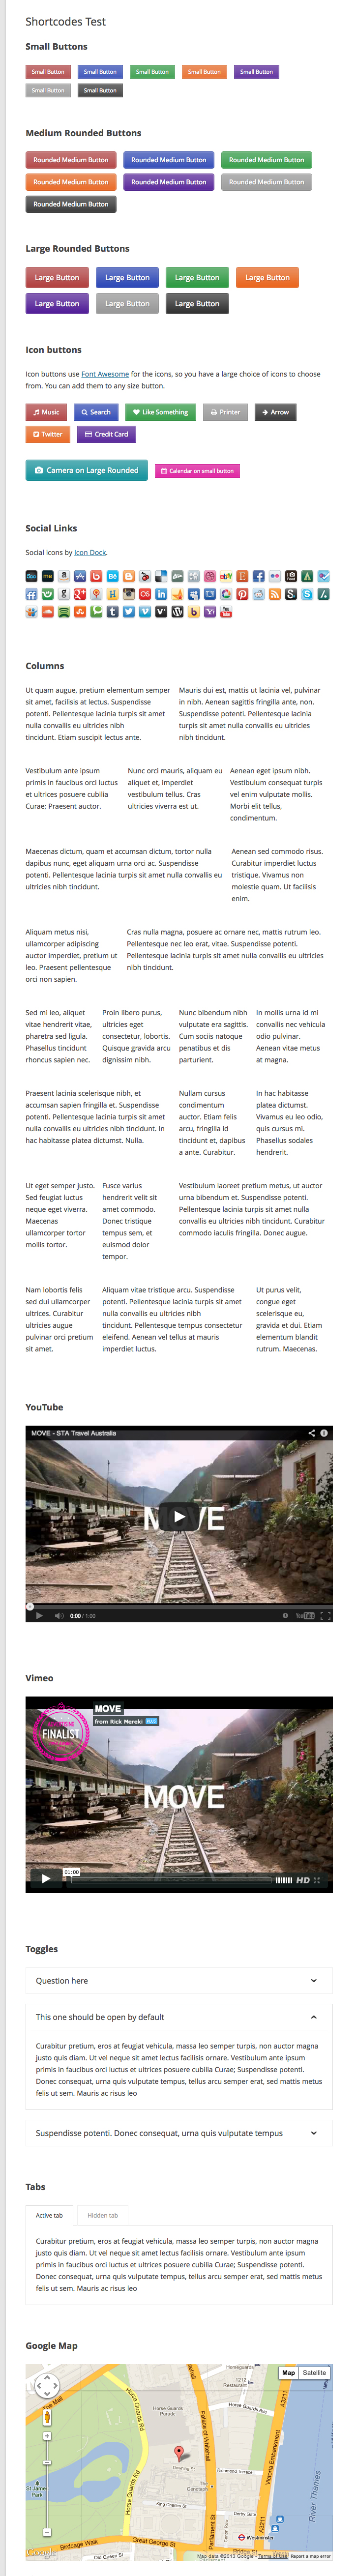 Shortcodes Test
Small Buttons
Small Button Small Button Small Button Small Button Small Button
Small Button Small Button
Medium Rounded Buttons
Rounded Medium Button Rounded Medium Button Rounded Medium Button
Rounded Medium Button Rounded Medium Button Rounded Medium Button
Rounded Medium Button
Large Rounded Buttons
Large Button Large Button Large Button Large Button
Large Button Large Button Large Button
Icon buttons
Icon buttons use Font Awesome for the icons, so you have a large choice of icons to choose
from. You can add them to any size button.
Music Search Like Something Printer Arrow
Twitter Credit Card
Camera on Large Rounded Calendar on small button
Social Links
Social icons by Icon Dock.
Columns
Ut quam augue, pretium elementum semper
sit amet, facilisis at lectus. Suspendisse
potenti. Pellentesque lacinia turpis sit amet
nulla convallis eu ultricies nibh
tincidunt. Etiam suscipit lectus ante.
Mauris dui est, mattis ut lacinia vel, pulvinar
in nibh. Aenean sagittis fringilla ante, non.
Suspendisse potenti. Pellentesque lacinia
turpis sit amet nulla convallis eu ultricies
nibh tincidunt.
Vestibulum ante ipsum
primis in faucibus orci luctus
et ultrices posuere cubilia
Curae; Praesent auctor.
Nunc orci mauris, aliquam eu
aliquet et, imperdiet
vestibulum tellus. Cras
ultricies viverra est ut.
Aenean eget ipsum nibh.
Vestibulum consequat turpis
vel enim vulputate mollis.
Morbi elit tellus,
condimentum.
Maecenas dictum, quam et accumsan dictum, tortor nulla
dapibus nunc, eget aliquam urna orci ac. Suspendisse
potenti. Pellentesque lacinia turpis sit amet nulla convallis eu
ultricies nibh tincidunt.
Aenean sed commodo risus.
Curabitur imperdiet luctus
tristique. Vivamus non
molestie quam. Ut facilisis
enim.
Aliquam metus nisi,
ullamcorper adipiscing
auctor imperdiet, pretium ut
leo. Praesent pellentesque
orci non sapien.
Cras nulla magna, posuere ac ornare nec, mattis rutrum leo.
Pellentesque nec leo erat, vitae. Suspendisse potenti.
Pellentesque lacinia turpis sit amet nulla convallis eu ultricies
nibh tincidunt.
Sed mi leo, aliquet
vitae hendrerit vitae,
pharetra sed ligula.
Phasellus tincidunt
rhoncus sapien nec.
Proin libero purus,
ultricies eget
consectetur, lobortis.
Quisque gravida arcu
dignissim nibh.
Nunc bibendum nibh
vulputate era sagittis.
Cum sociis natoque
penatibus et dis
parturient.
In mollis urna id mi
convallis nec vehicula
odio pulvinar.
Aenean vitae metus
at magna.
Praesent lacinia scelerisque nibh, et
accumsan sapien fringilla et. Suspendisse
potenti. Pellentesque lacinia turpis sit amet
nulla convallis eu ultricies nibh tincidunt. In
hac habitasse platea dictumst. Nulla.
Nullam cursus
condimentum
auctor. Etiam felis
arcu, fringilla id
tincidunt et, dapibus
a ante. Curabitur.
In hac habitasse
platea dictumst.
Vivamus eu leo odio,
quis cursus mi.
Phasellus sodales
hendrerit.
Ut eget semper justo.
Sed feugiat luctus
neque eget viverra.
Maecenas
ullamcorper tortor
mollis tortor.
Fusce varius
hendrerit velit sit
amet commodo.
Donec tristique
tempus sem, et
euismod dolor
tempor.
Vestibulum laoreet pretium metus, ut auctor
urna bibendum et. Suspendisse potenti.
Pellentesque lacinia turpis sit amet nulla
convallis eu ultricies nibh tincidunt. Curabitur
commodo iaculis fringilla. Donec augue.
Nam lobortis felis
sed dui ullamcorper
ultrices. Curabitur
ultricies augue
pulvinar orci pretium
sit amet.
Aliquam vitae tristique arcu. Suspendisse
potenti. Pellentesque lacinia turpis sit amet
nulla convallis eu ultricies nibh
tincidunt. Pellentesque tempus consectetur
eleifend. Aenean vel tellus at mauris
imperdiet luctus.
Ut purus velit,
congue eget
scelerisque eu,
gravida et dui. Etiam
elementum blandit
rutrum. Maecenas.
YouTube
MOVE - STA Travel Australia
0:00 / 1:00
YouTube
Vimeo
MOVE
from Rick Mereki
FINALIST
MOVE
01:00
HD
Toggles
Question here
This one should be open by default
Curabitur pretium, eros at feugiat vehicula, massa leo semper turpis, non auctor magna
justo quis diam. Ut vel neque sit amet lectus facilisis ornare. Vestibulum ante ipsum
primis in faucibus orci luctus et ultrices posuere cubilia Curae; Suspendisse potenti.
Donec consequat, urna quis vulputate tempus, tellus arcu semper erat, sed mattis metus
felis ut sem. Mauris ac risus leo
Suspendisse potenti. Donec consequat, urna quis vulputate tempus
Tabs
Active tab Hidden tab
Curabitur pretium, eros at feugiat vehicula, massa leo semper turpis, non auctor magna
justo quis diam. Ut vel neque sit amet lectus facilisis ornare. Vestibulum ante ipsum
primis in faucibus orci luctus et ultrices posuere cubilia Curae; Suspendisse potenti.
Donec consequat, urna quis vulputate tempus, tellus arcu semper erat, sed mattis metus
felis ut sem. Mauris ac risus leo
Google Map
Map Satellite
The Mall
Horse Guards Rd
Horse Guards
Parade
Horseguards
1212
Restaurant
Horse Guards Ave
A3211
Victoria Embankment
Palace of Whitehall
Downing St
Richmond Terrace
The
Cenotaph
King Charles St
Derby Gate
A3211
River Thames
St Jame
Park
Westminster
Parliament St
Great George St
Birdcage Walk
Old Queen St
Map data ©2013 Google - Terms of Use Report a map error